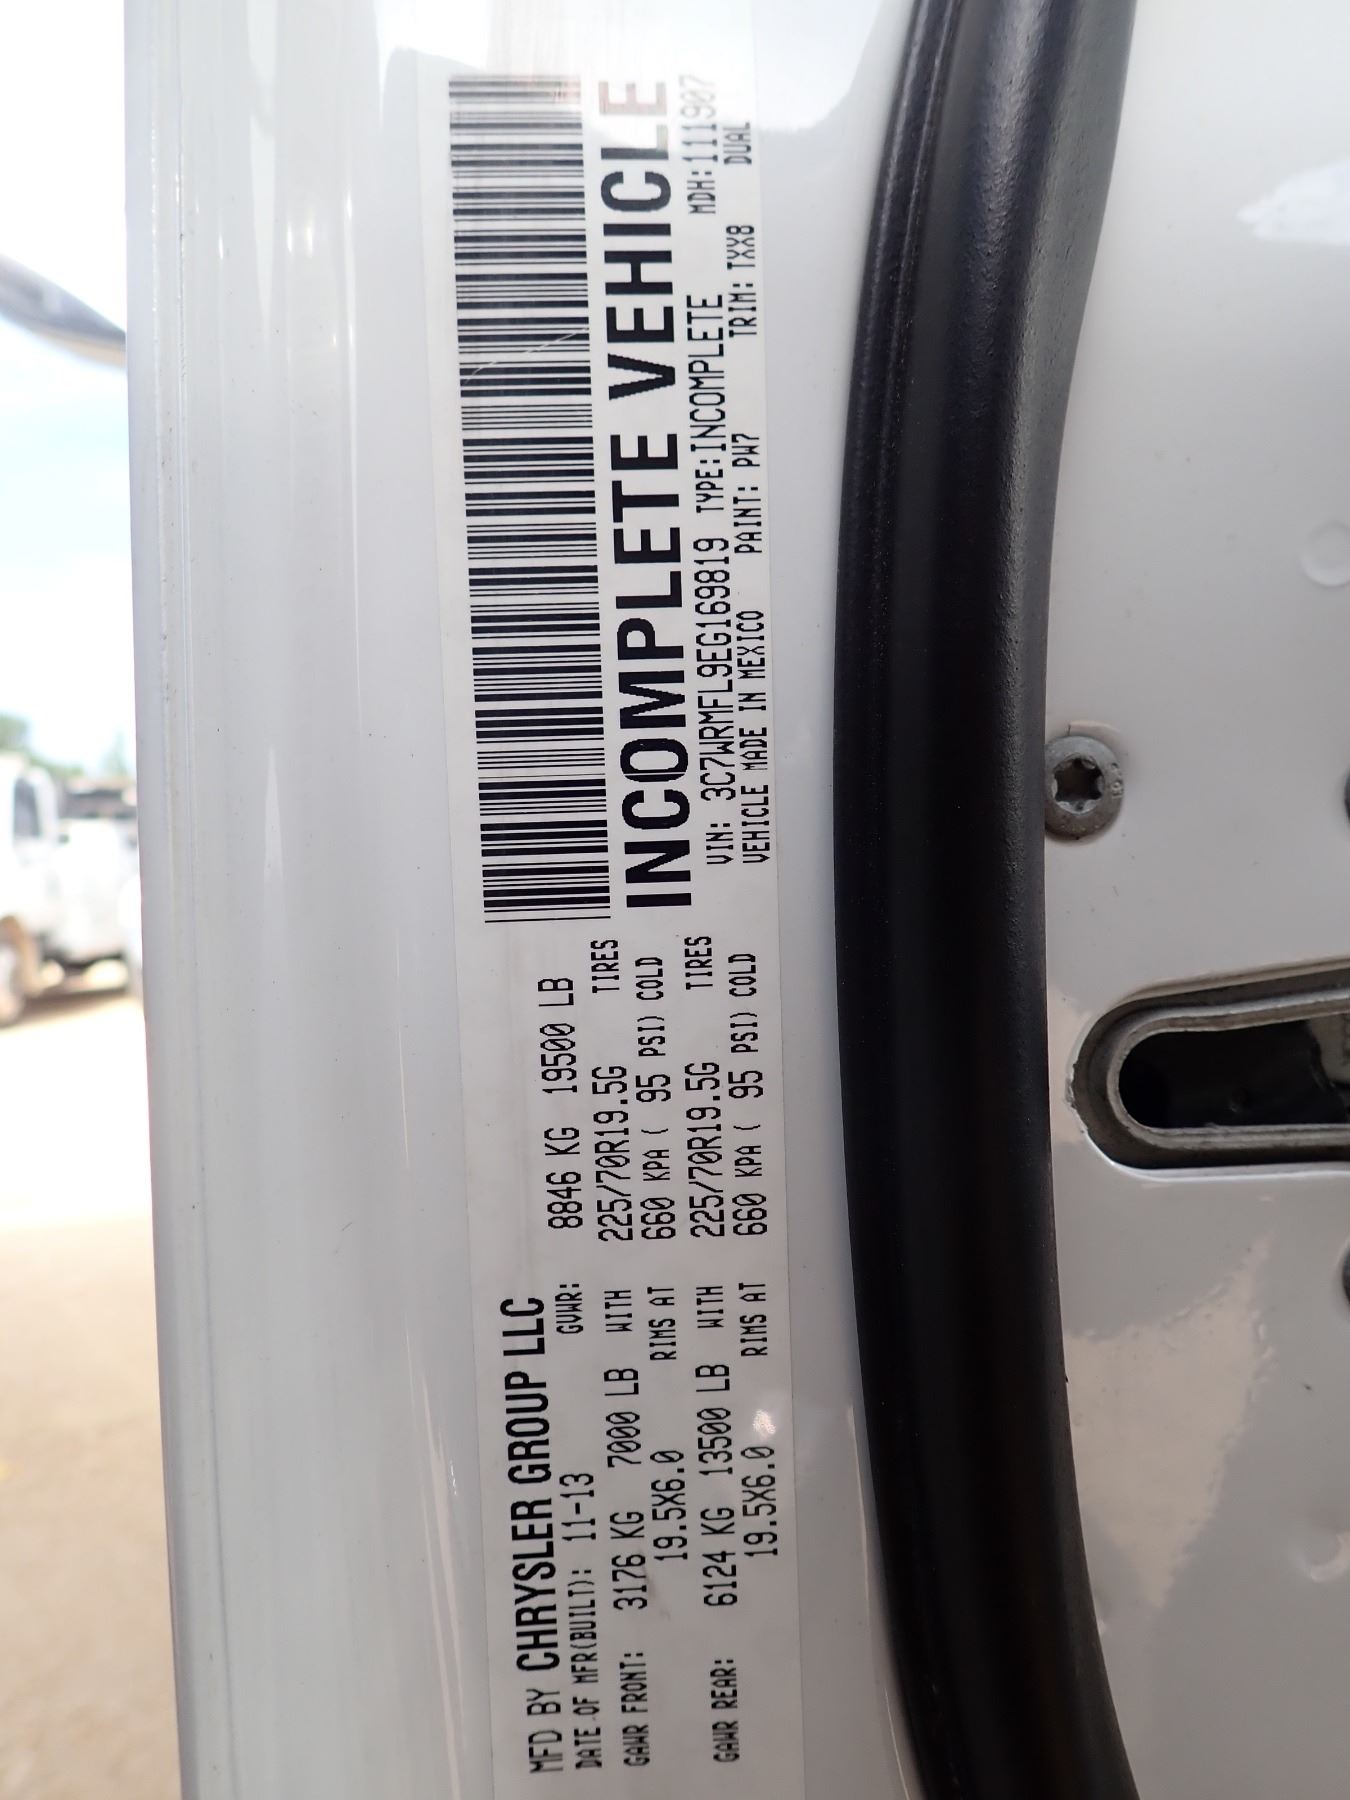 MFD BY CHRYSLER GROUP LLC
DATE OF MFR(BUILT): 11-13 GVWR: 8846 KG 19500 LB
GAWR FRONT: 3176 KG 7000 LB WITH 225/70R19.5G TIRES
19.5X6.0 RIMS AT 660 KPA ( 95 PSI) COLD
GAWR REAR: 6124 KG 13500 LB WITH 225/70R19.5G TIRES
19.5X6.0 RIMS AT 660 KPA ( 95 PSI) COLD
INCOMPLETE VEHICLE
VIN: 3C7WRMFL9EG169819 TYPE:INCOMPLETE MDH:111907
VEHICLE MADE IN MEXICO PAINT: PW7 TRIM: TXX8 DUAL